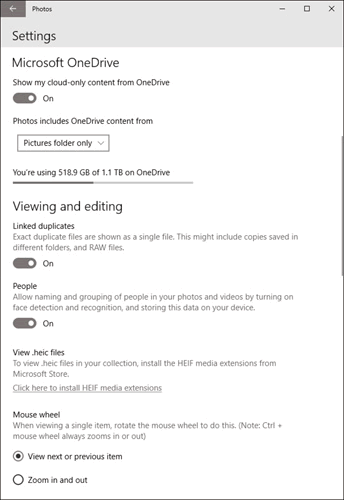 Photos
Settings
Microsoft OneDrive
Show my cloud-only content from OneDrive
On
Photos includes OneDrive content from
Pictures folder only
You're using 518.9 GB of 1.1 TB on OneDrive
Viewing and editing
Linked duplicates
Exact duplicate files are shown as a single file. This might include copies saved in
different folders, and RAW files.
On
People
Allow naming and grouping of people in your photos and videos by turning on
face detection and recognition, and storing this data on your device.
On
View .heic files
To view .heic files in your collection, install the HEIF media extensions from
Microsoft Store.
Click here to install HEIF media extensions
Mouse wheel
When viewing a single item, rotate the mouse wheel to do this. (Note: Ctrl +
mouse wheel always zooms in or out)
View next or previous item
Zoom in and out